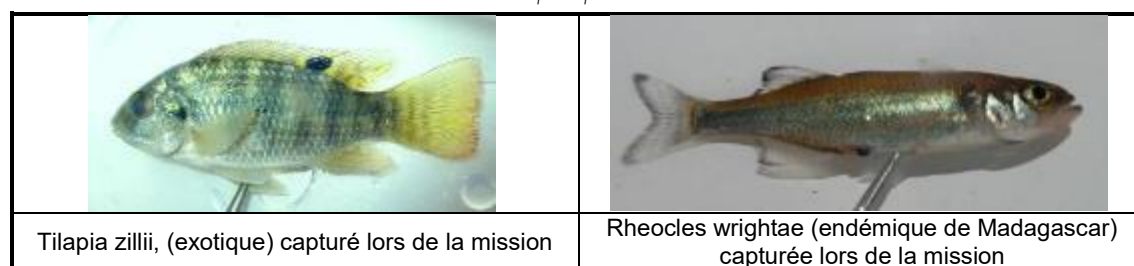 Tilapia zillii, (exotique) capturé lors de la mission
Rheocles wrightae (endémique de Madagascar)
capturée lors de la mission